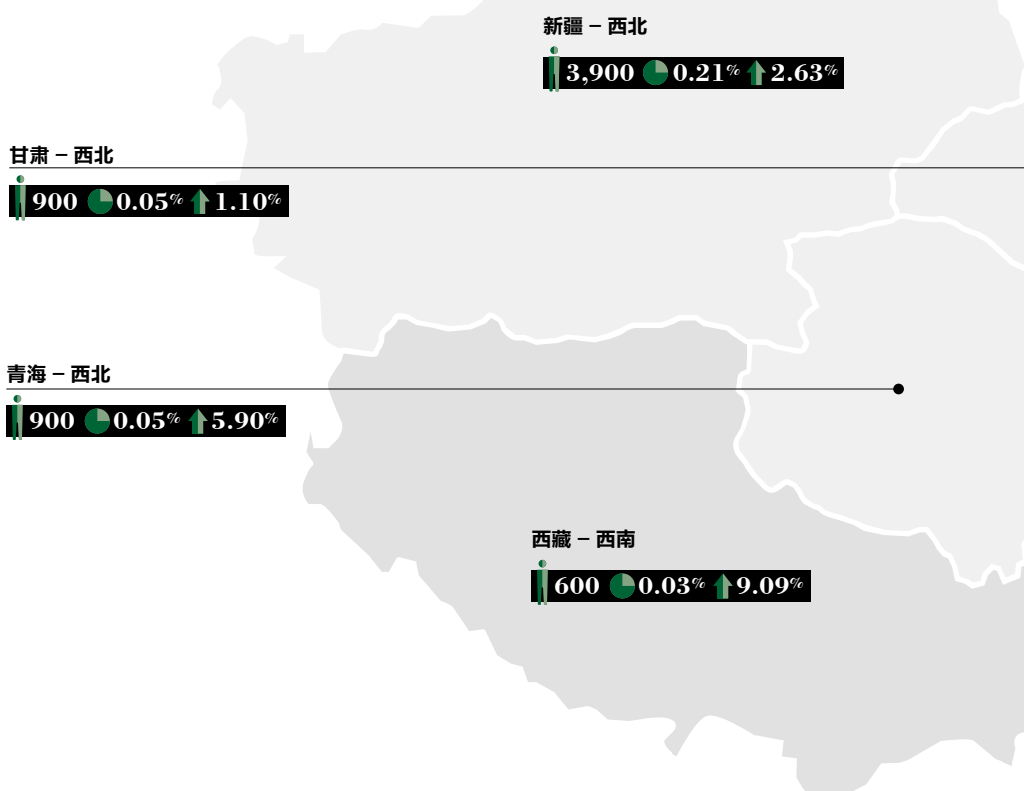 新疆 – 西北
3,900 0.21% 2.63%
甘肃 – 西北
900 0.05% 1.10%
青海 – 西北
900 0.05% 5.90%
西藏 – 西南
600 0.03% 9.09%